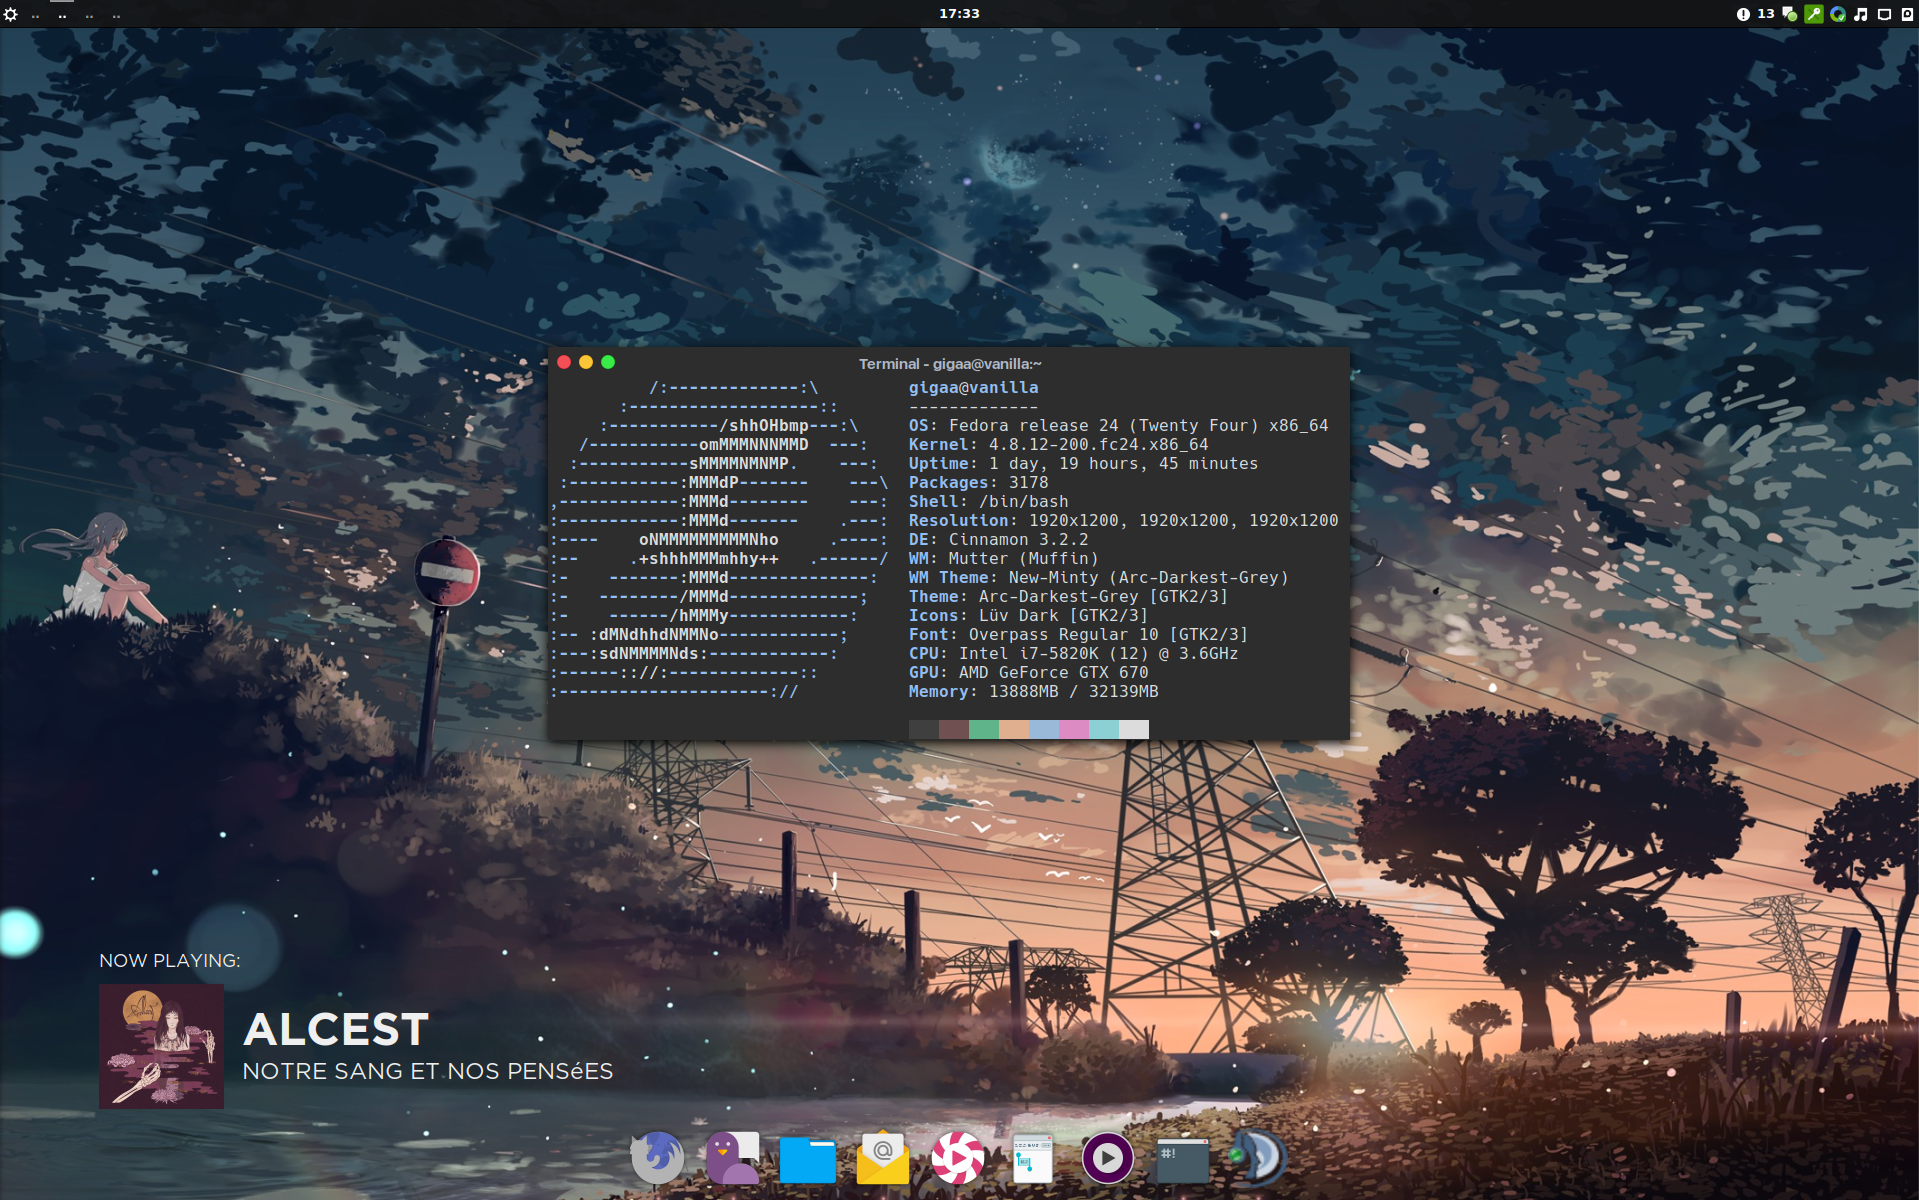 .. .. .. ..
17:33
13
Terminal - gigaa@vanilla:~
         /:-------------:\
       :-------------------::
     :-----------/shhOHbmp---:\
   /-----------omMMMNNNMMD  ---:
  :-----------sMMMMNMNMP.    ---:
 :-----------:MMMdP-------    ---\
,------------:MMMd--------    ---:
:------------:MMMd-------    .---:
:----    oNMMMMMMMMMNho     .----:
:--     .+shhhMMMmhhy++   .------/
:-    -------:MMMd--------------:
:-   --------/MMMd-------------;
:-    ------/hMMMy------------:
:-- :dMNdhhdNMMNo------------;
:---:sdNMMMMNds:------------:
:------:://:-------------::
:---------------------://
gigaa@vanilla
-------------
OS: Fedora release 24 (Twenty Four) x86_64
Kernel: 4.8.12-200.fc24.x86_64
Uptime: 1 day, 19 hours, 45 minutes
Packages: 3178
Shell: /bin/bash
Resolution: 1920x1200, 1920x1200, 1920x1200
DE: Cinnamon 3.2.2
WM: Mutter (Muffin)
WM Theme: New-Minty (Arc-Darkest-Grey)
Theme: Arc-Darkest-Grey [GTK2/3]
Icons: Lüv Dark [GTK2/3]
Font: Overpass Regular 10 [GTK2/3]
CPU: Intel i7-5820K (12) @ 3.6GHz
GPU: AMD GeForce GTX 670
Memory: 13888MB / 32139MB
NOW PLAYING:
ALCEST
NOTRE SANG ET NOS PENSéES
@
#!